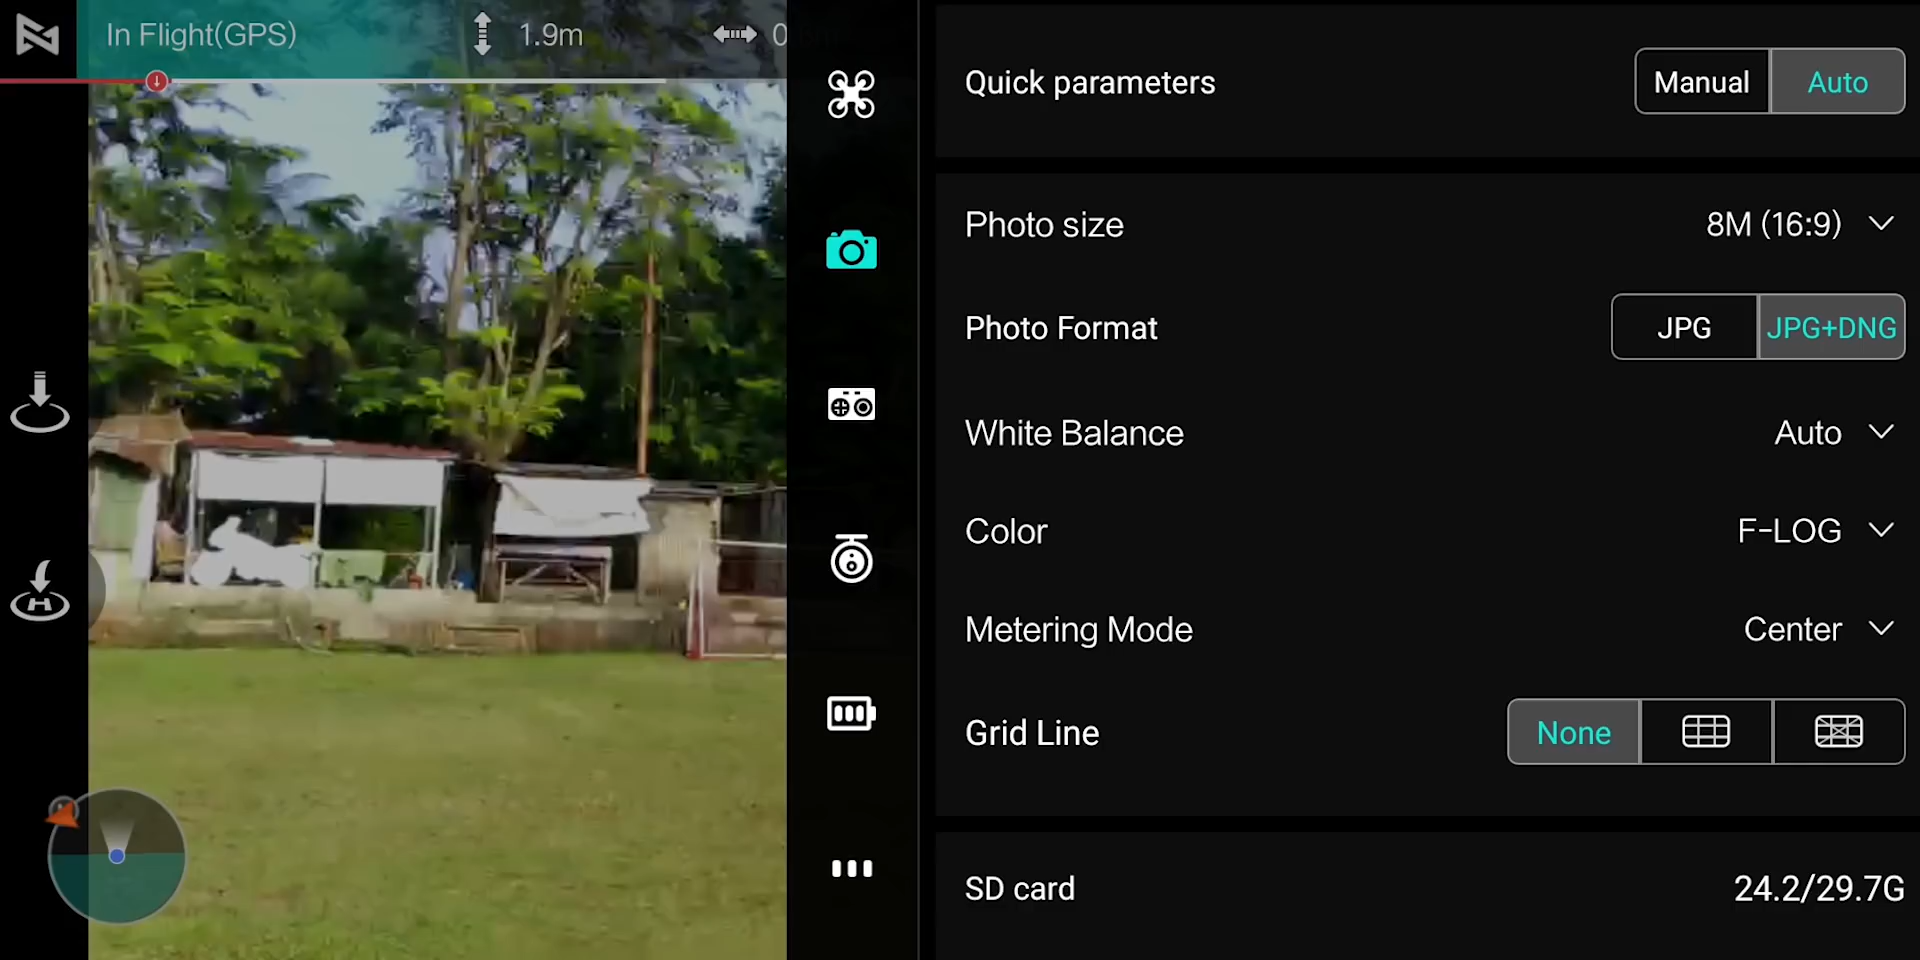 In Flight(GPS)
1.9m
0
Quick parameters
Manual
Auto
Photo size
8M (16:9)
Photo Format
JPG
JPG+DNG
White Balance
Auto
Color
F-LOG
Metering Mode
Center
Grid Line
None
SD card
24.2/29.7G